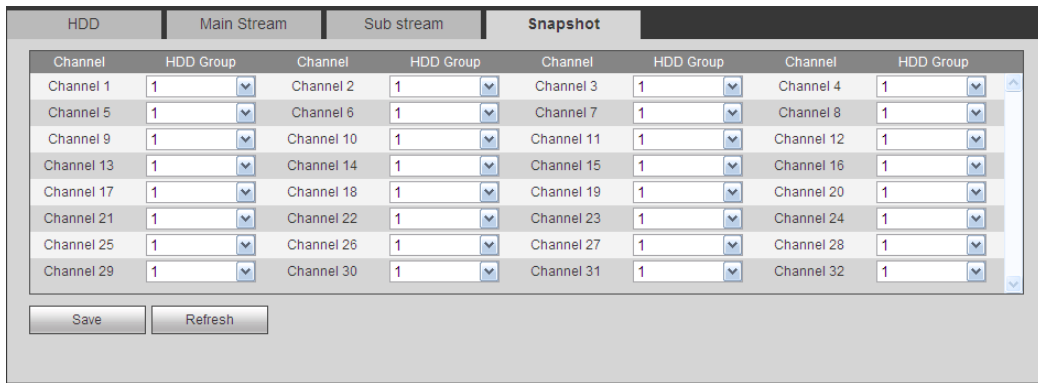 HDD Main Stream Sub stream Snapshot
Channel HDD Group Channel HDD Group Channel HDD Group Channel HDD Group
Channel 1 1 Channel 2 1 Channel 3 1 Channel 4 1
Channel 5 1 Channel 6 1 Channel 7 1 Channel 8 1
Channel 9 1 Channel 10 1 Channel 11 1 Channel 12 1
Channel 13 1 Channel 14 1 Channel 15 1 Channel 16 1
Channel 17 1 Channel 18 1 Channel 19 1 Channel 20 1
Channel 21 1 Channel 22 1 Channel 23 1 Channel 24 1
Channel 25 1 Channel 26 1 Channel 27 1 Channel 28 1
Channel 29 1 Channel 30 1 Channel 31 1 Channel 32 1
Save Refresh